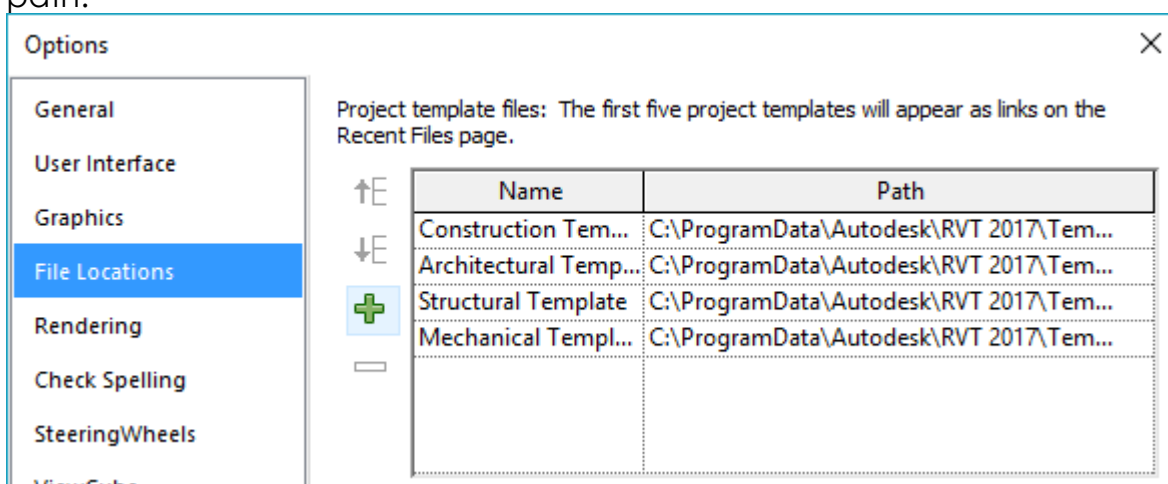 path.
Options
General
User Interface
Graphics
File Locations
Rendering
Check Spelling
SteeringWheels
ViewCube
Project template files: The first five project templates will appear as links on the
Recent Files page.
Name Path
Construction Tem... C:\ProgramData\Autodesk\RVT 2017\Tem...
Architectural Temp... C:\ProgramData\Autodesk\RVT 2017\Tem...
Structural Template C:\ProgramData\Autodesk\RVT 2017\Tem...
Mechanical Templ... C:\ProgramData\Autodesk\RVT 2017\Tem...